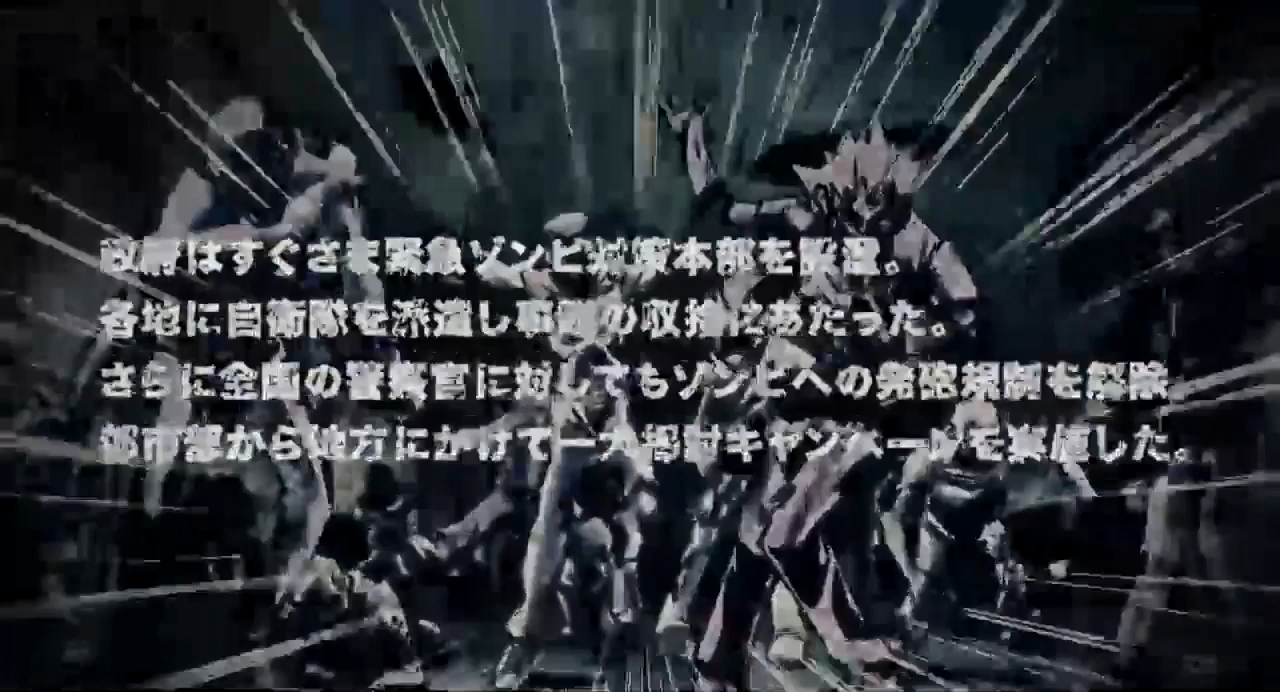 政府はすぐさま緊急ゾンビ対策本部を設置。
各地に自衛隊を派遣し事態の収拾にあたった。
さらに全国の警察官に対してもゾンビへの発砲規制を解除
都市部から地方にかけて一大掃討キャンペーンを実施した。